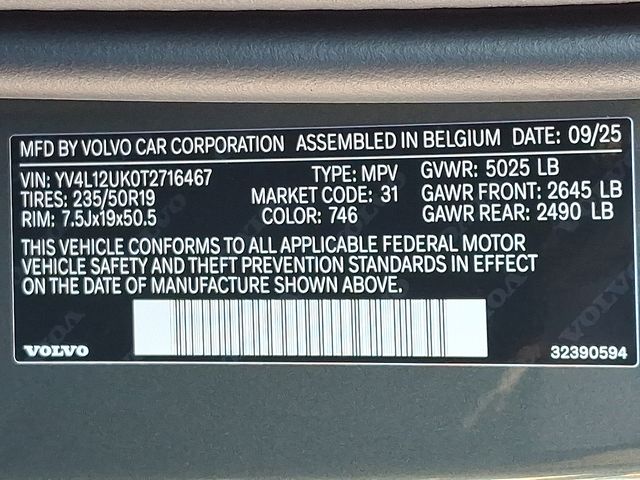 MFD BY VOLVO CAR CORPORATION ASSEMBLED IN BELGIUM DATE: 09/25
VIN: YV4L12UK0T2716467 TYPE: MPV GVWR: 5025 LB
TIRES: 235/50R19 MARKET CODE: 31 GAWR FRONT: 2645 LB
RIM: 7.5Jx19x50.5 COLOR: 746 GAWR REAR: 2490 LB
THIS VEHICLE CONFORMS TO ALL APPLICABLE FEDERAL MOTOR
VEHICLE SAFETY AND THEFT PREVENTION STANDARDS IN EFFECT
ON THE DATE OF MANUFACTURE SHOWN ABOVE.
VOLVO 32390594